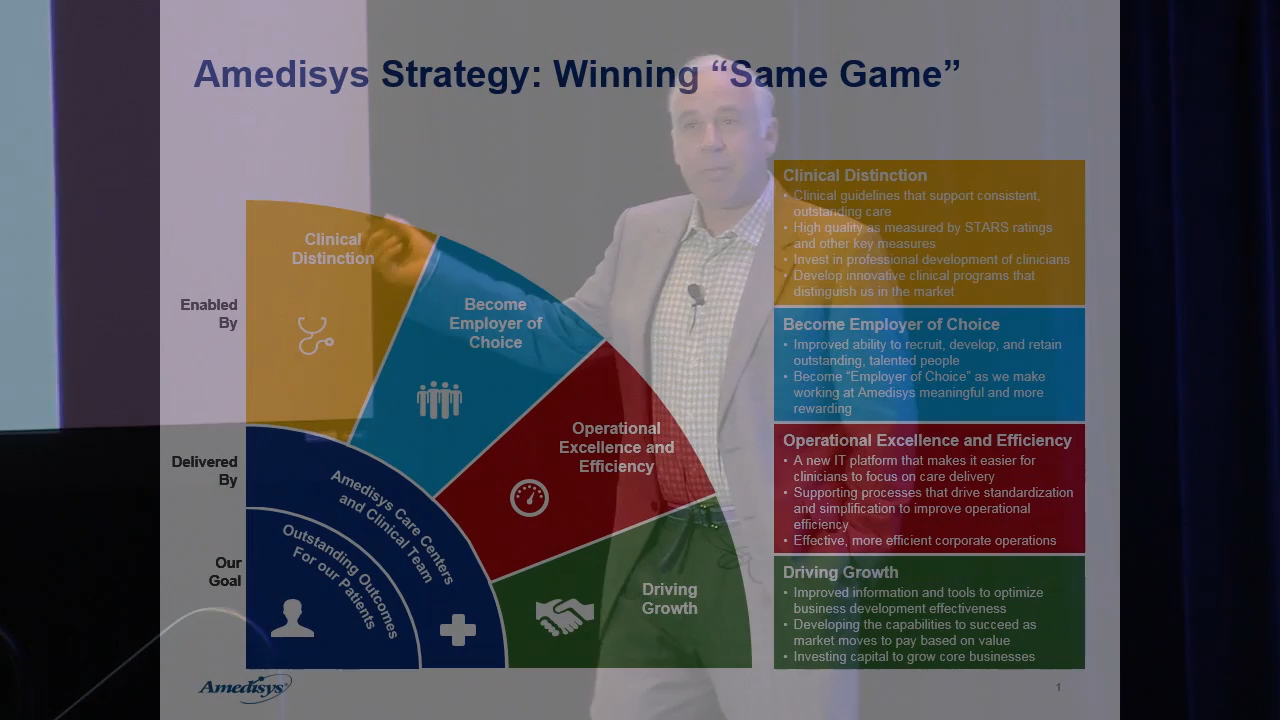 Amedisys Strategy: Winning “Same Game”
Enabled
By
Delivered
By
Our
Goal
Clinical
Distinction
Become
Employer of
Choice
Operational
Excellence and
Efficiency
Driving
Growth
Amedisys Care Centers
and Clinical Team
Outstanding Outcomes
For our Patients
Clinical Distinction
• Clinical guidelines that support consistent,
outstanding care
• High quality as measured by STARS ratings
and other key measures
• Invest in professional development of clinicians
• Develop innovative clinical programs that
distinguish us in the market
Become Employer of Choice
• Improved ability to recruit, develop, and retain
outstanding, talented people
• Become “Employer of Choice” as we make
working at Amedisys meaningful and more
rewarding
Operational Excellence and Efficiency
• A new IT platform that makes it easier for
clinicians to focus on care delivery
• Supporting processes that drive standardization
and simplification to improve operational
efficiency
• Effective, more efficient corporate operations
Driving Growth
• Improved information and tools to optimize
business development effectiveness
• Developing the capabilities to succeed as
market moves to pay based on value
• Investing capital to grow core businesses
Amedisys
1